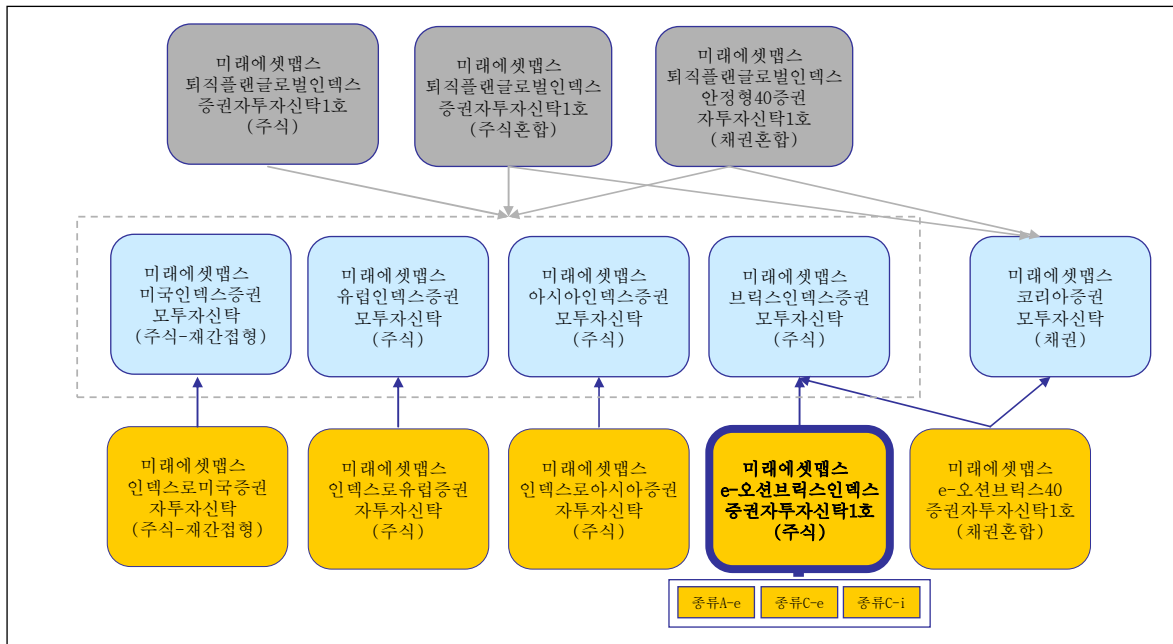 미래에셋맵스
퇴직플랜글로벌인덱스
증권자투자신탁1호
(주식)
미래에셋맵스
퇴직플랜글로벌인덱스
증권자투자신탁1호
(주식혼합)
미래에셋맵스
퇴직플랜글로벌인덱스
안정형40증권
자투자신탁1호
(채권혼합)
미래에셋맵스
미국인덱스증권
모투자신탁
(주식-재간접형)
미래에셋맵스
유럽인덱스증권
모투자신탁
(주식)
미래에셋맵스
아시아인덱스증권
모투자신탁
(주식)
미래에셋맵스
브릭스인덱스증권
모투자신탁
(주식)
미래에셋맵스
코리아증권
모투자신탁
(채권)
미래에셋맵스
인덱스로미국증권
자투자신탁
(주식-재간접형)
미래에셋맵스
인덱스로유럽증권
자투자신탁
(주식)
미래에셋맵스
인덱스로아시아증권
자투자신탁
(주식)
미래에셋맵스
e-오션브릭스인덱스
증권자투자신탁1호
(주식)
미래에셋맵스
e-오션브릭스40
증권자투자신탁1호
(채권혼합)
종류A-e
종류C-e
종류C-i